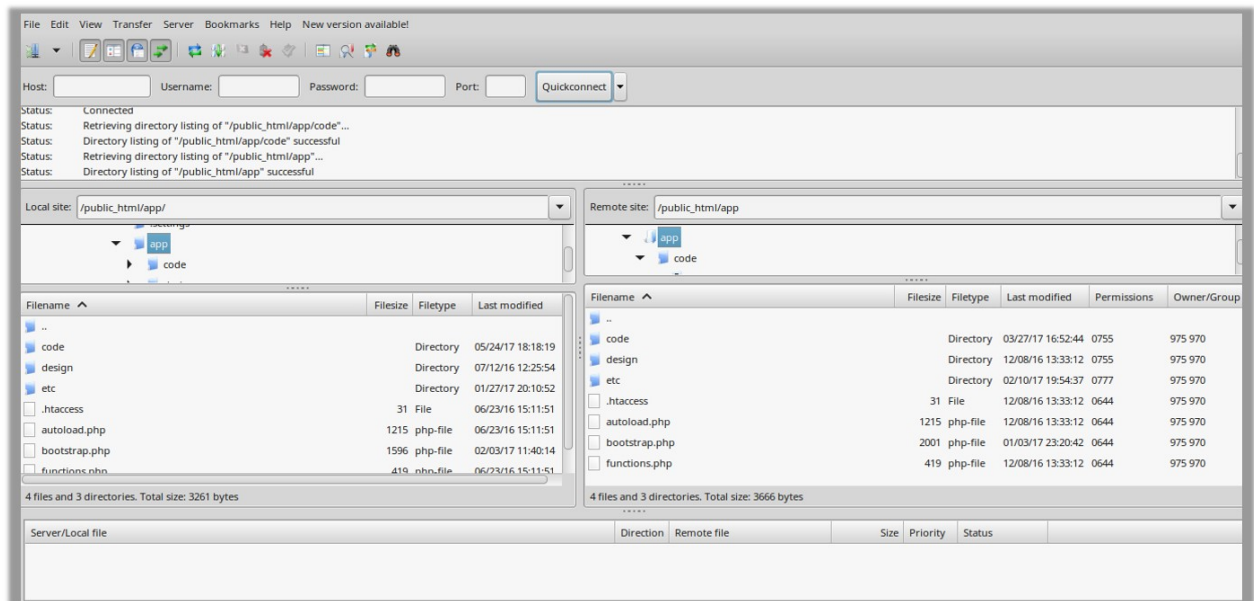 File Edit View Transfer Server Bookmarks Help New version available!
Host: Username: Password: Port: Quickconnect
Status: Connected
Status: Retrieving directory listing of "/public_html/app/code"...
Status: Directory listing of "/public_html/app/code" successful
Status: Retrieving directory listing of "/public_html/app"...
Status: Directory listing of "/public_html/app" successful
Local site: /public_html/app/
app
code
Filename Filesize Filetype Last modified
..
code Directory 05/24/17 18:18:19
design Directory 07/12/16 12:25:54
etc Directory 01/27/17 20:10:52
.htaccess 31 File 06/23/16 15:11:51
autoload.php 1215 php-file 06/23/16 15:11:51
bootstrap.php 1596 php-file 02/03/17 11:40:14
functions.php 419 php-file 06/23/16 15:11:51
4 files and 3 directories. Total size: 3261 bytes
Remote site: /public_html/app
app
code
Filename Filesize Filetype Last modified Permissions Owner/Group
..
code Directory 03/27/17 16:52:44 0755 975 970
design Directory 12/08/16 13:33:12 0755 975 970
etc Directory 02/10/17 19:54:37 0777 975 970
.htaccess 31 File 12/08/16 13:33:12 0644 975 970
autoload.php 1215 php-file 12/08/16 13:33:12 0644 975 970
bootstrap.php 2001 php-file 01/03/17 23:20:42 0644 975 970
functions.php 419 php-file 12/08/16 13:33:12 0644 975 970
4 files and 3 directories. Total size: 3666 bytes
Server/Local file Direction Remote file Size Priority Status